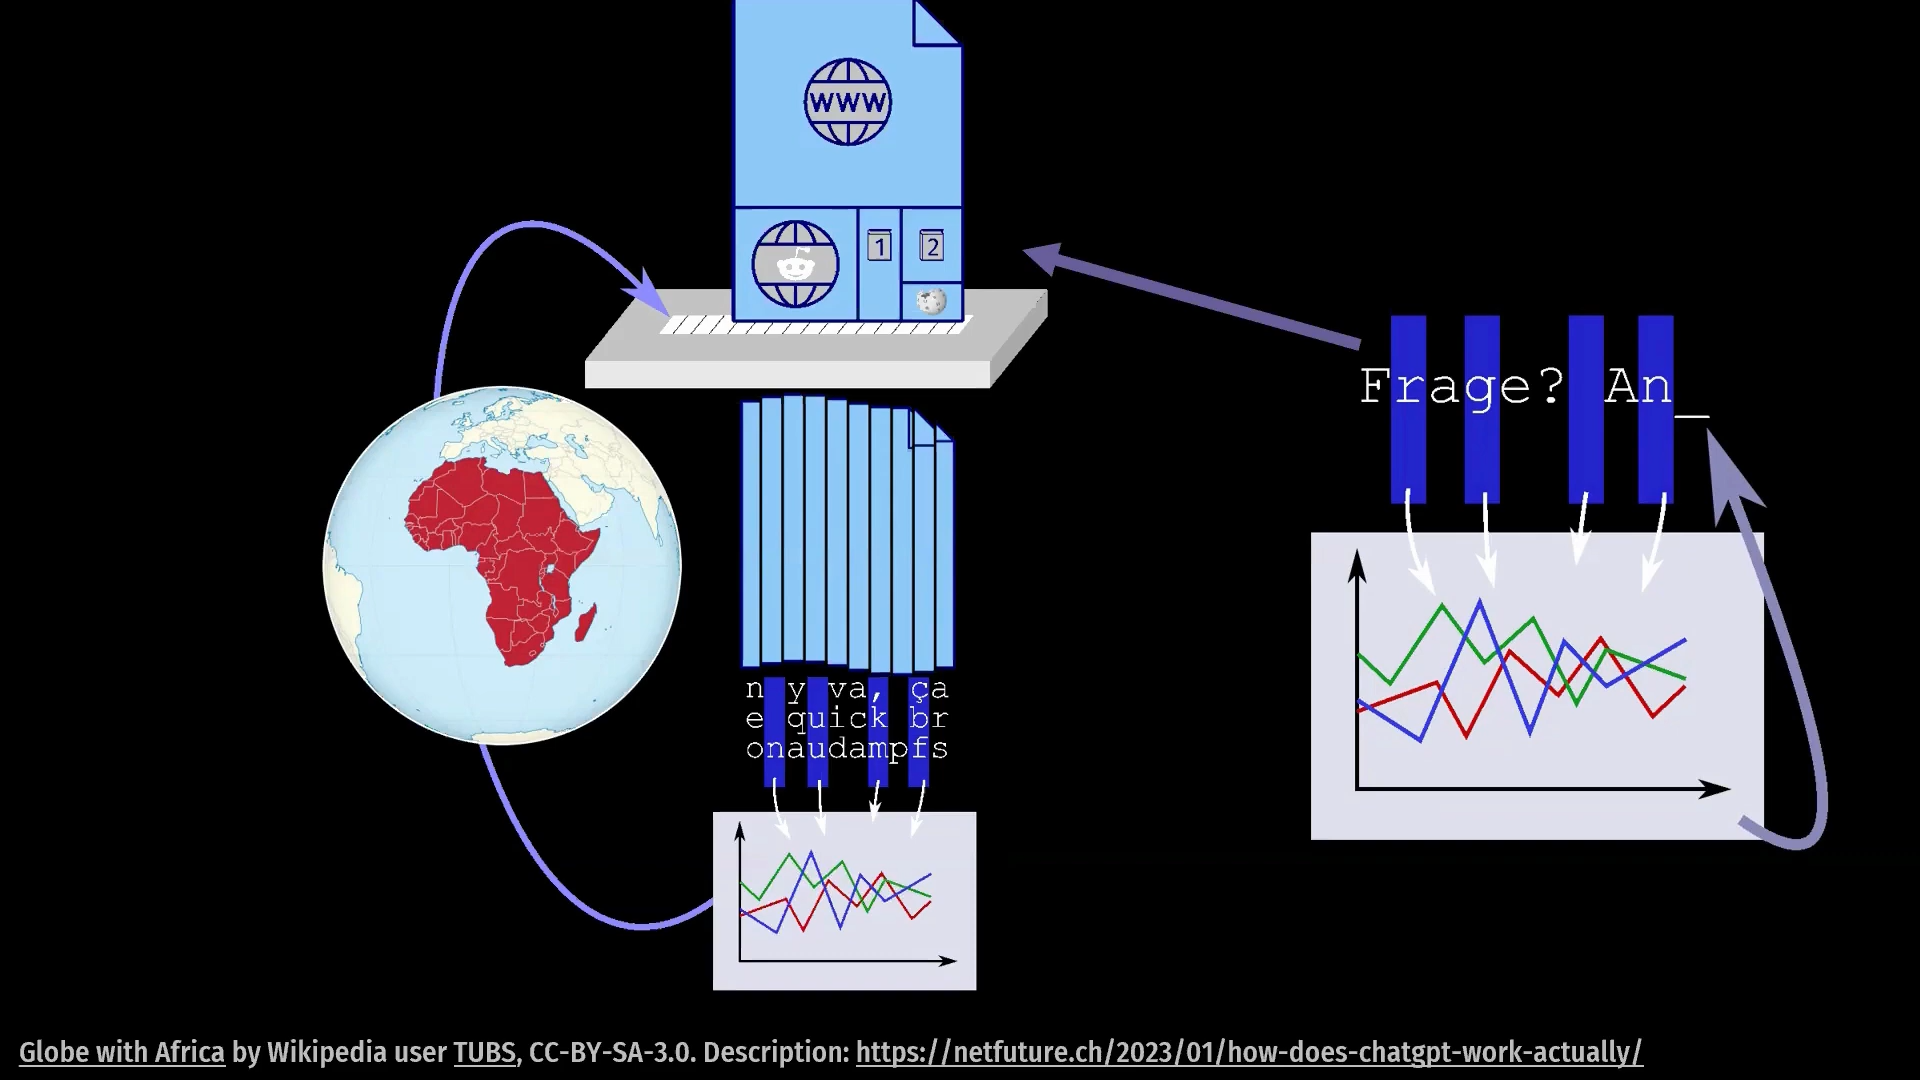 WWW
1 2
Frage? An_
n y va, ça
e quick br
onaudampfs
Globe with Africa by Wikipedia user TUBS, CC-BY-SA-3.0. Description: https://netfuture.ch/2023/01/how-does-chatgpt-work-actually/